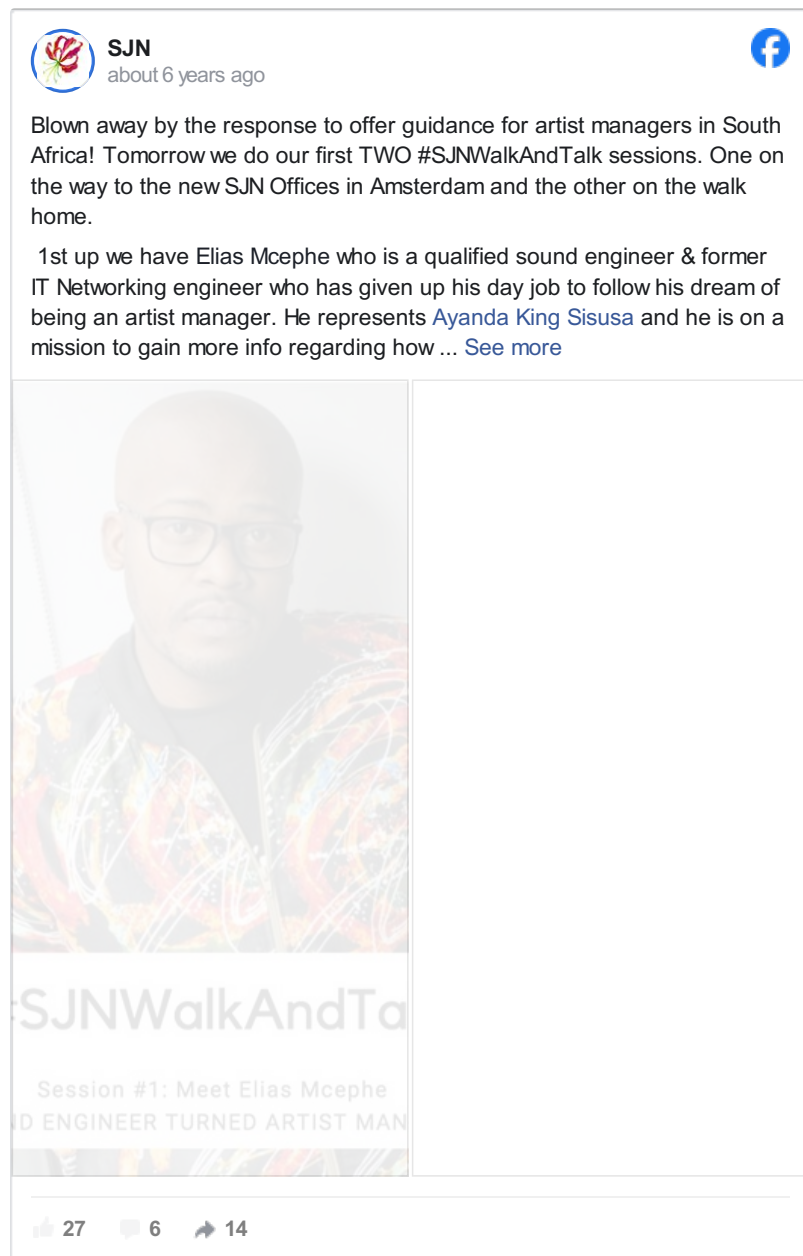 SJN
about 6 years ago
Blown away by the response to offer guidance for artist managers in South
Africa! Tomorrow we do our first TWO #SJNWalkAndTalk sessions. One on
the way to the new SJN Offices in Amsterdam and the other on the walk
home.
1st up we have Elias Mcephe who is a qualified sound engineer & former
IT Networking engineer who has given up his day job to follow his dream of
being an artist manager. He represents Ayanda King Sisusa and he is on a
mission to gain more info regarding how ... See more
#SJNWalkAndTa
Session #1: Meet Elias Mcephe
ND ENGINEER TURNED ARTIST MAN
27 6 14